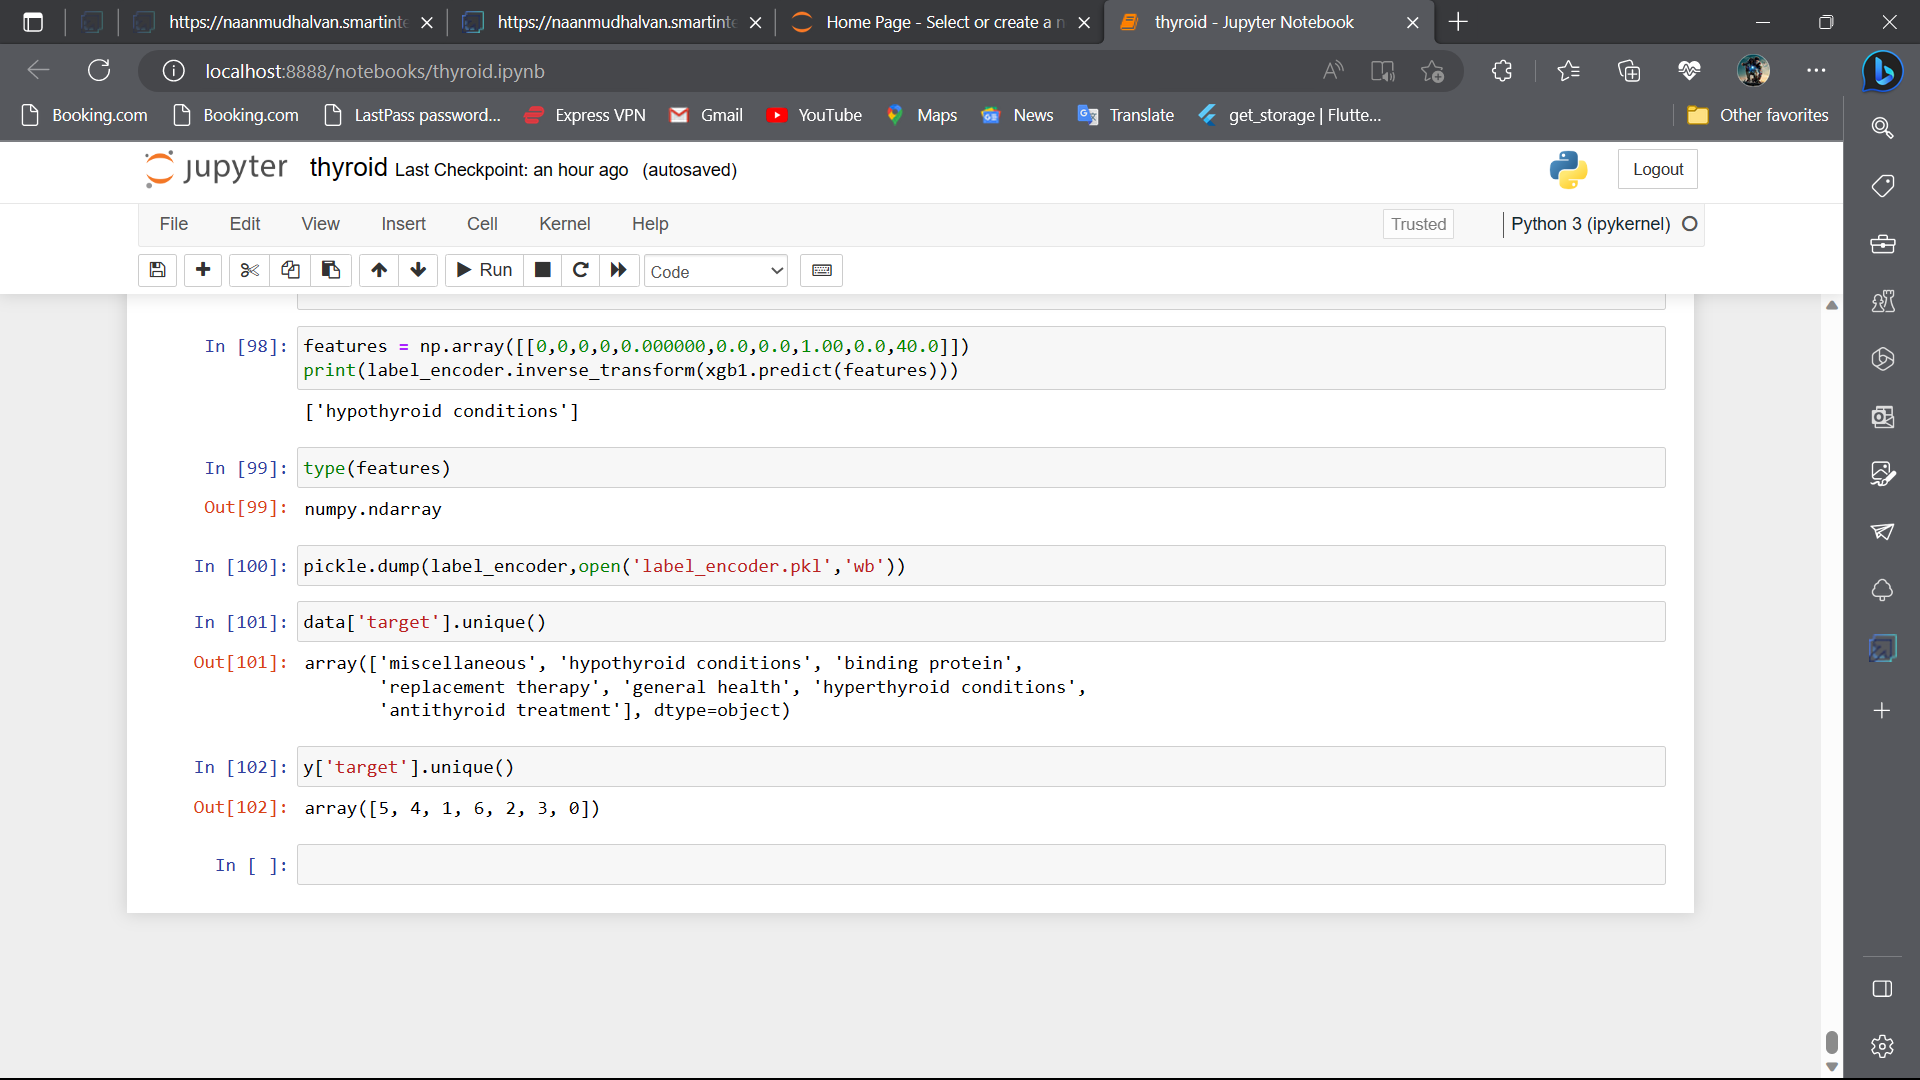 https://naanmudhalvan.smartinte
https://naanmudhalvan.smartinte
Home Page - Select or create a n
thyroid - Jupyter Notebook
localhost:8888/notebooks/thyroid.ipynb
Booking.com
Booking.com
LastPass password...
Express VPN
Gmail
YouTube
Maps
News
Translate
get_storage | Flutte...
Other favorites
jupyter thyroid Last Checkpoint: an hour ago (autosaved)
Logout
File Edit View Insert Cell Kernel Help
Trusted
Python 3 (ipykernel)
Run
Code
In [98]: features = np.array([[0,0,0,0,0.000000,0.0,0.0,1.00,0.0,40.0]])
print(label_encoder.inverse_transform(xgb1.predict(features)))
['hypothyroid conditions']
In [99]: type(features)
Out[99]: numpy.ndarray
In [100]: pickle.dump(label_encoder,open('label_encoder.pkl','wb'))
In [101]: data['target'].unique()
Out[101]: array(['miscellaneous', 'hypothyroid conditions', 'binding protein',
'replacement therapy', 'general health', 'hyperthyroid conditions',
'antithyroid treatment'], dtype=object)
In [102]: y['target'].unique()
Out[102]: array([5, 4, 1, 6, 2, 3, 0])
In [ ]: